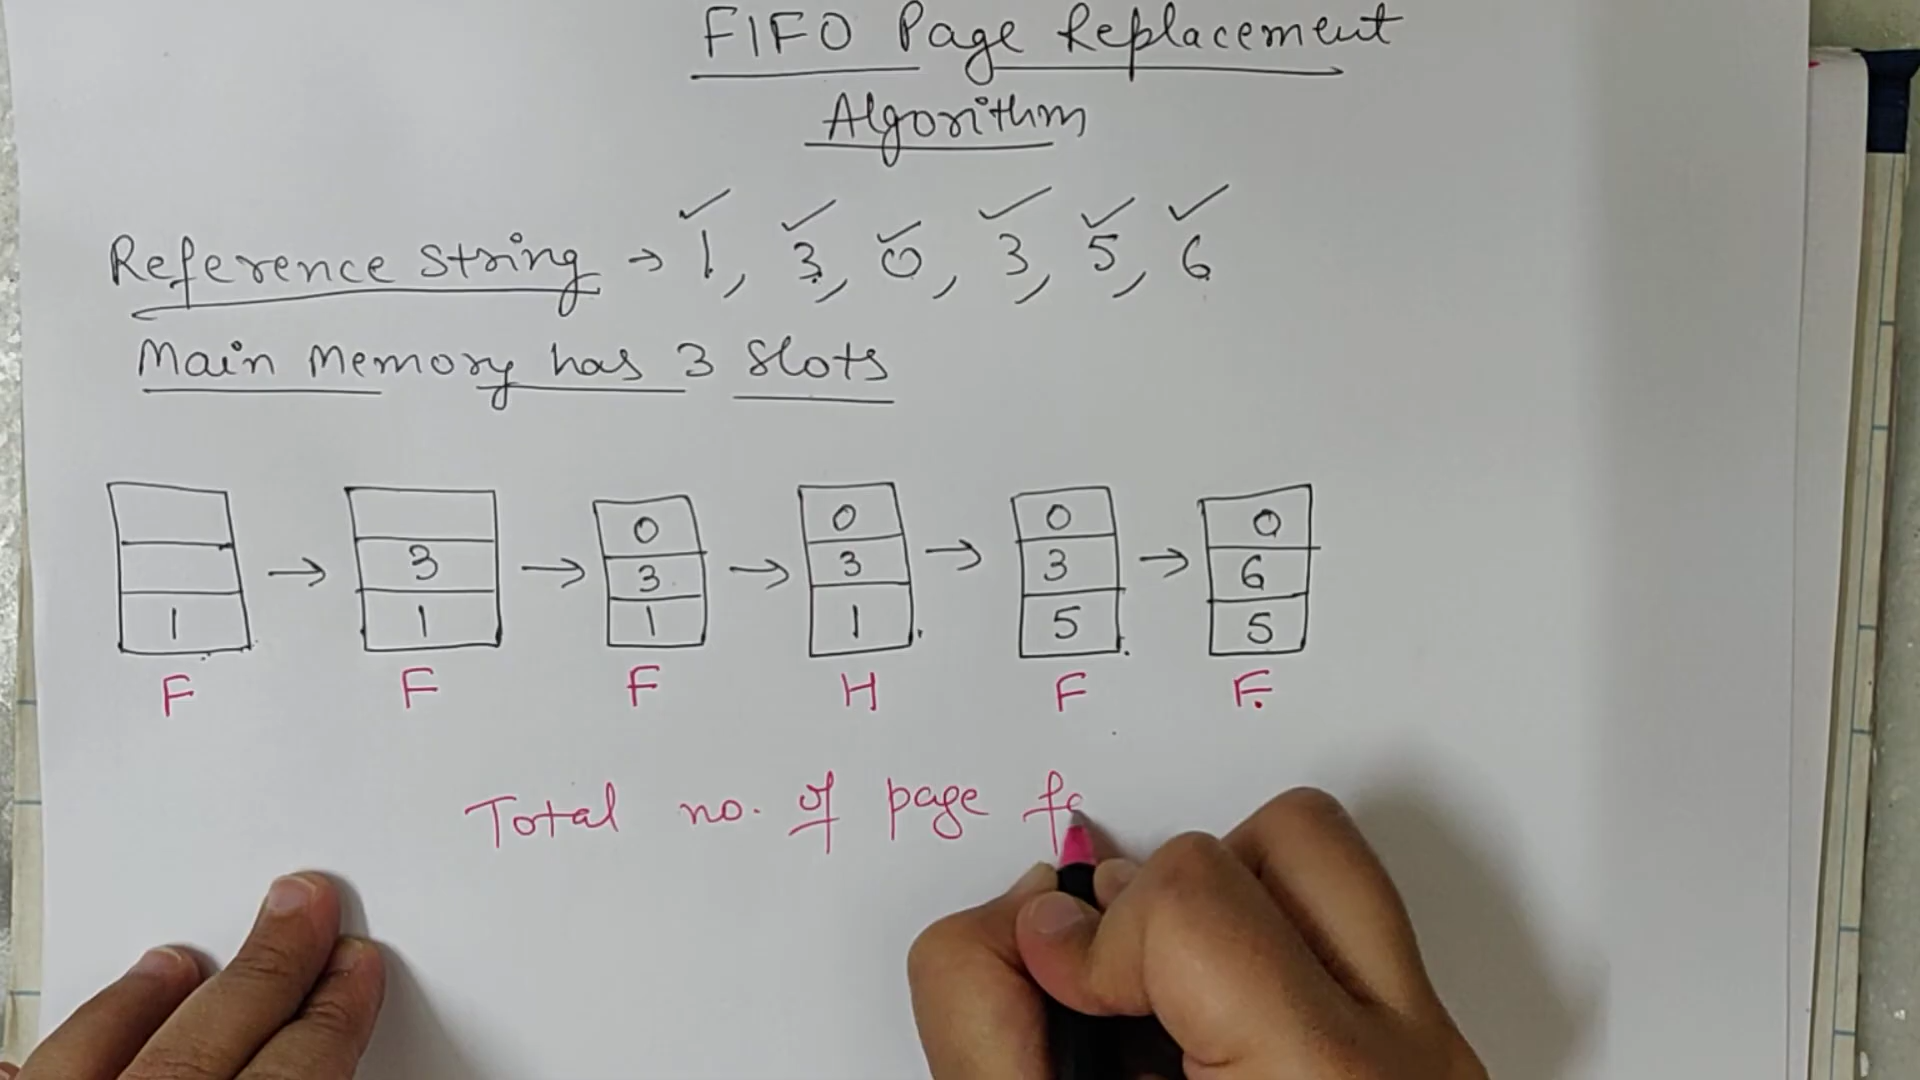 FIFO Page Replacement
Algorithm
Reference string → 1, 3, 0, 3, 5, 6
Main Memory has 3 Slots
1 → 3 1 → 0 3 1 → 0 3 1 → 0 3 5 → 0 6 5
F F F H F F.
Total no. of page fa